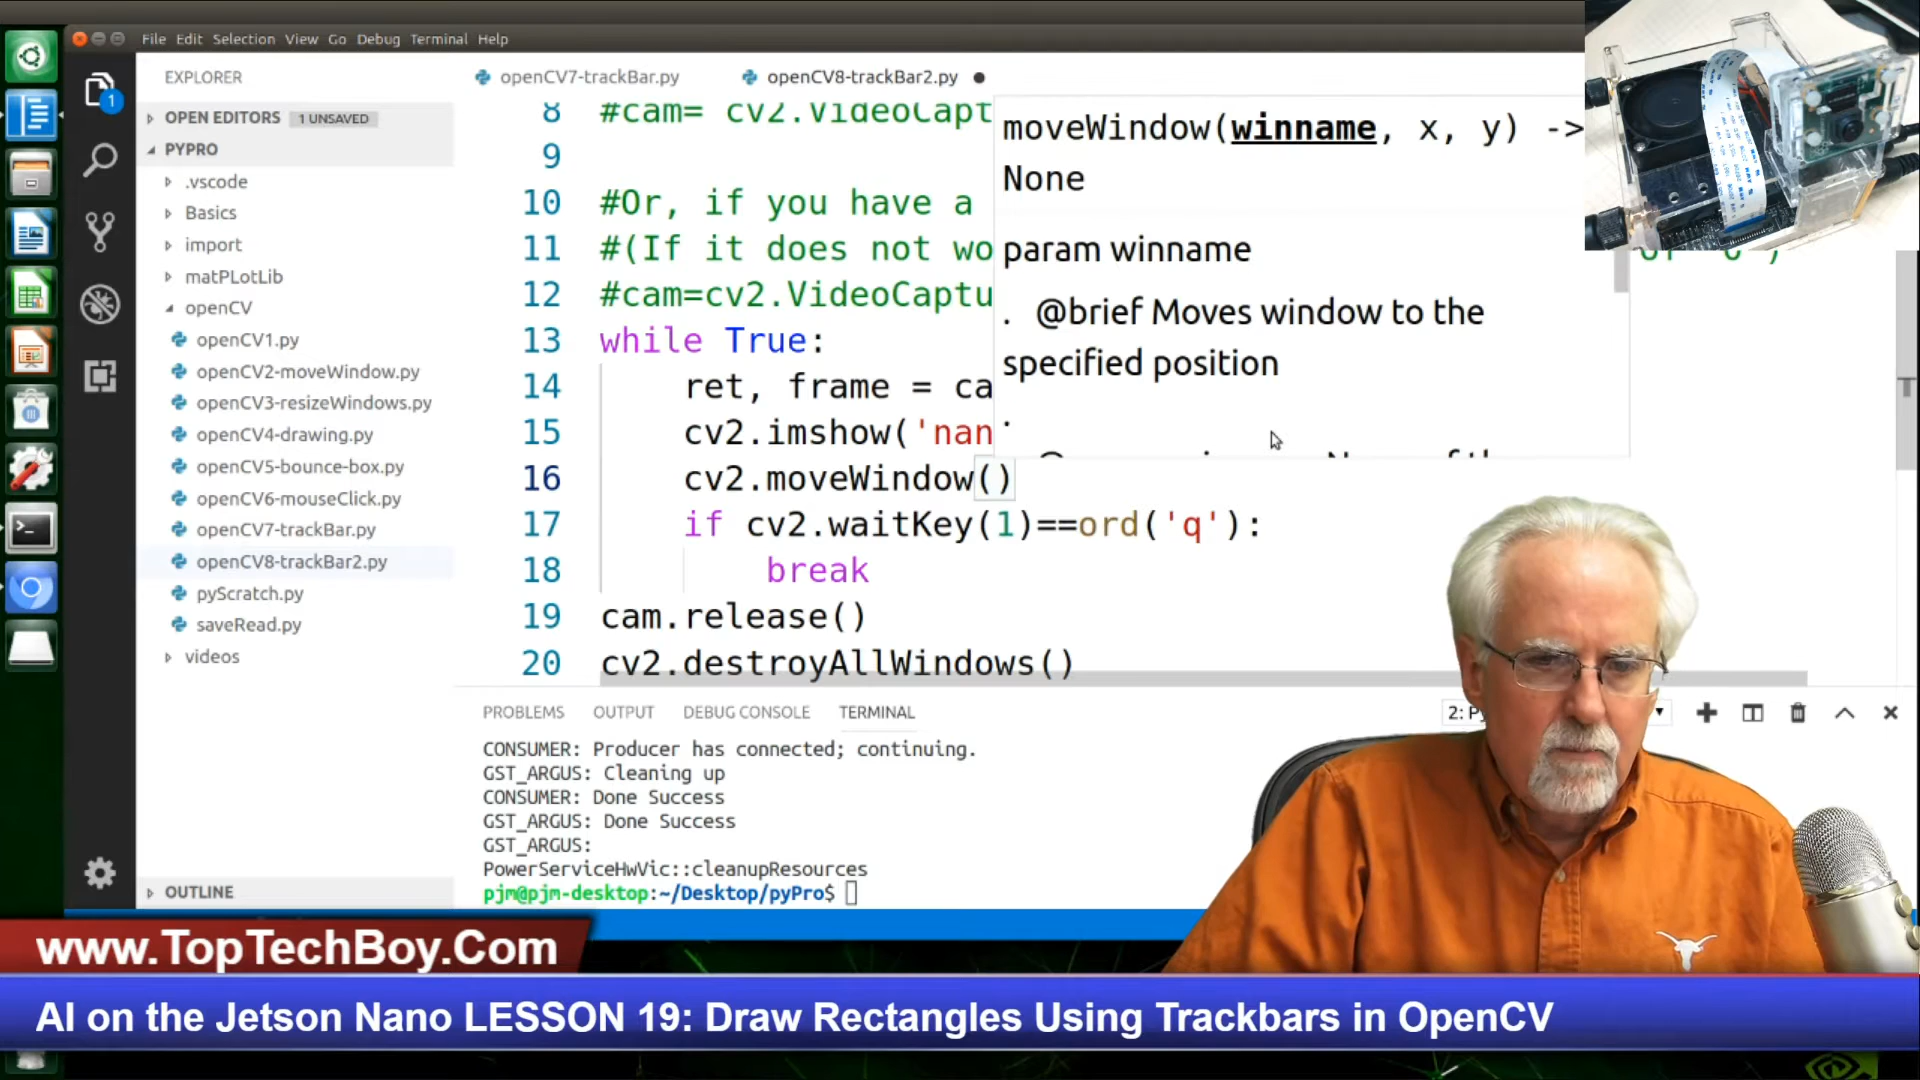 File Edit Selection View Go Debug Terminal Help
EXPLORER
OPEN EDITORS 1 UNSAVED
PYPRO
.vscode
Basics
import
matPLotLib
openCV
openCV1.py
openCV2-moveWindow.py
openCV3-resizeWindows.py
openCV4-drawing.py
openCV5-bounce-box.py
openCV6-mouseClick.py
openCV7-trackBar.py
openCV8-trackBar2.py
pyScratch.py
saveRead.py
videos
OUTLINE
1
openCV7-trackBar.py openCV8-trackBar2.py
8 #cam= cv2.VideoCapt
9
10 #Or, if you have a
11 #(If it does not wo
12 #cam=cv2.VideoCaptu
13 while True:
14 ret, frame = ca
15 cv2.imshow('nan
16 cv2.moveWindow()
17 if cv2.waitKey(1)==ord('q'):
18 break
19 cam.release()
20 cv2.destroyAllWindows()
moveWindow(winname, x, y) ->
None
param winname
. @brief Moves window to the
specified position
.
PROBLEMS OUTPUT DEBUG CONSOLE TERMINAL
2: Py
CONSUMER: Producer has connected; continuing.
GST_ARGUS: Cleaning up
CONSUMER: Done Success
GST_ARGUS: Done Success
GST_ARGUS:
PowerServiceHwVic::cleanupResources
pjm@pjm-desktop:~/Desktop/pyPro$
www.TopTechBoy.Com
AI on the Jetson Nano LESSON 19: Draw Rectangles Using Trackbars in OpenCV